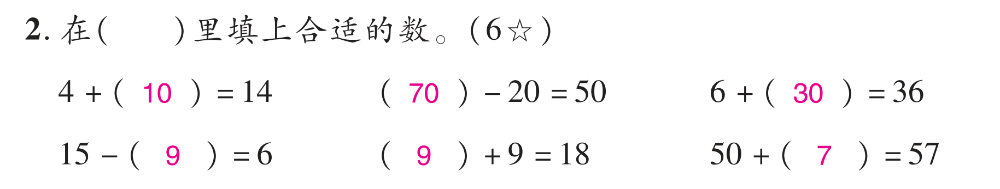 2. 在(　　)里填上合适的数。(6☆)
4 + ( 10 ) = 14　　( 70 ) − 20 = 50　　6 + ( 30 ) = 36
15 − ( 9 ) = 6　　( 9 ) + 9 = 18　　50 + ( 7 ) = 57